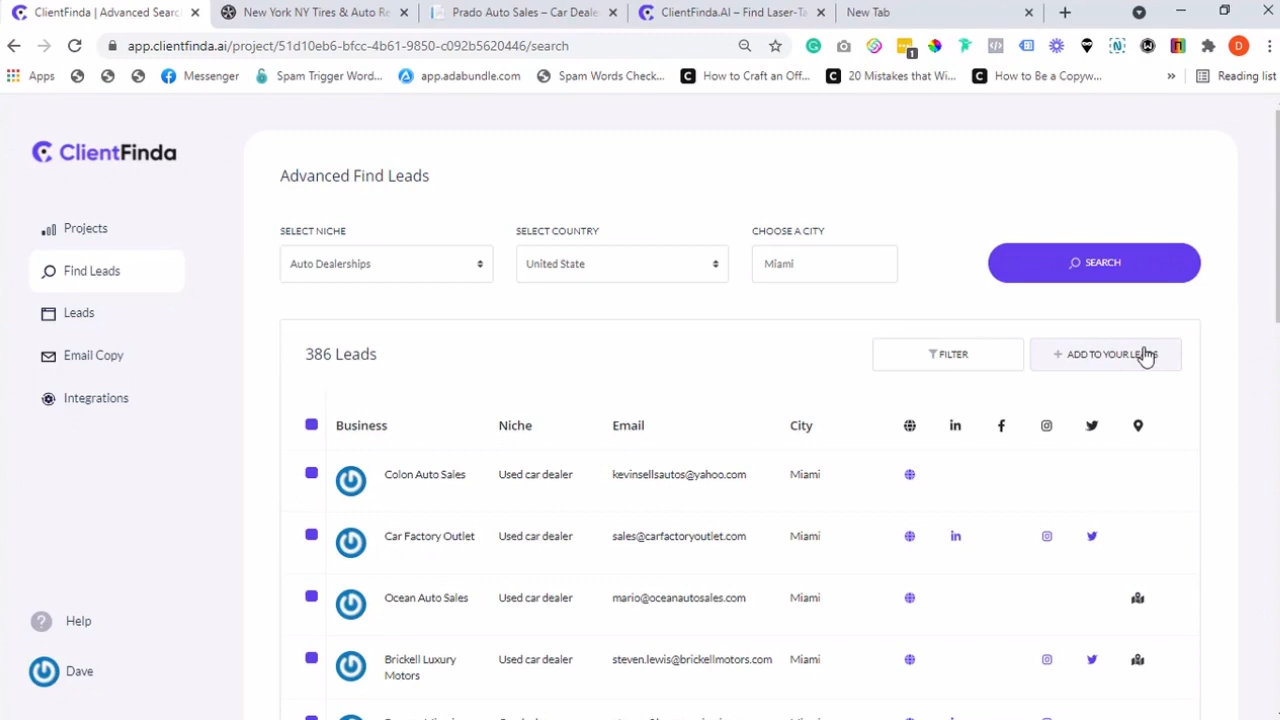 ClientFinda | Advanced Searc
New York NY Tires & Auto Re
Prado Auto Sales – Car Deale
ClientFinda.AI – Find Laser-Ta
New Tab
app.clientfinda.ai/project/51d10eb6-bfcc-4b61-9850-c092b5620446/search
1
D
Apps
Messenger
Spam Trigger Word...
app.adabundle.com
Spam Words Check...
How to Craft an Off...
20 Mistakes that Wi...
How to Be a Copyw...
»
Reading list
ClientFinda
Projects
Find Leads
Leads
Email Copy
Integrations
Help
Dave
Advanced Find Leads
SELECT NICHE
SELECT COUNTRY
CHOOSE A CITY
Auto Dealerships
United State
Miami
SEARCH
386 Leads
FILTER
+ ADD TO YOUR LEADS
Business Niche Email City
Colon Auto Sales Used car dealer kevinsellsautos@yahoo.com Miami
Car Factory Outlet Used car dealer sales@carfactoryoutlet.com Miami
Ocean Auto Sales Used car dealer mario@oceanautosales.com Miami
Brickell Luxury Used car dealer steven.lewis@brickellmotors.com Miami
Motors